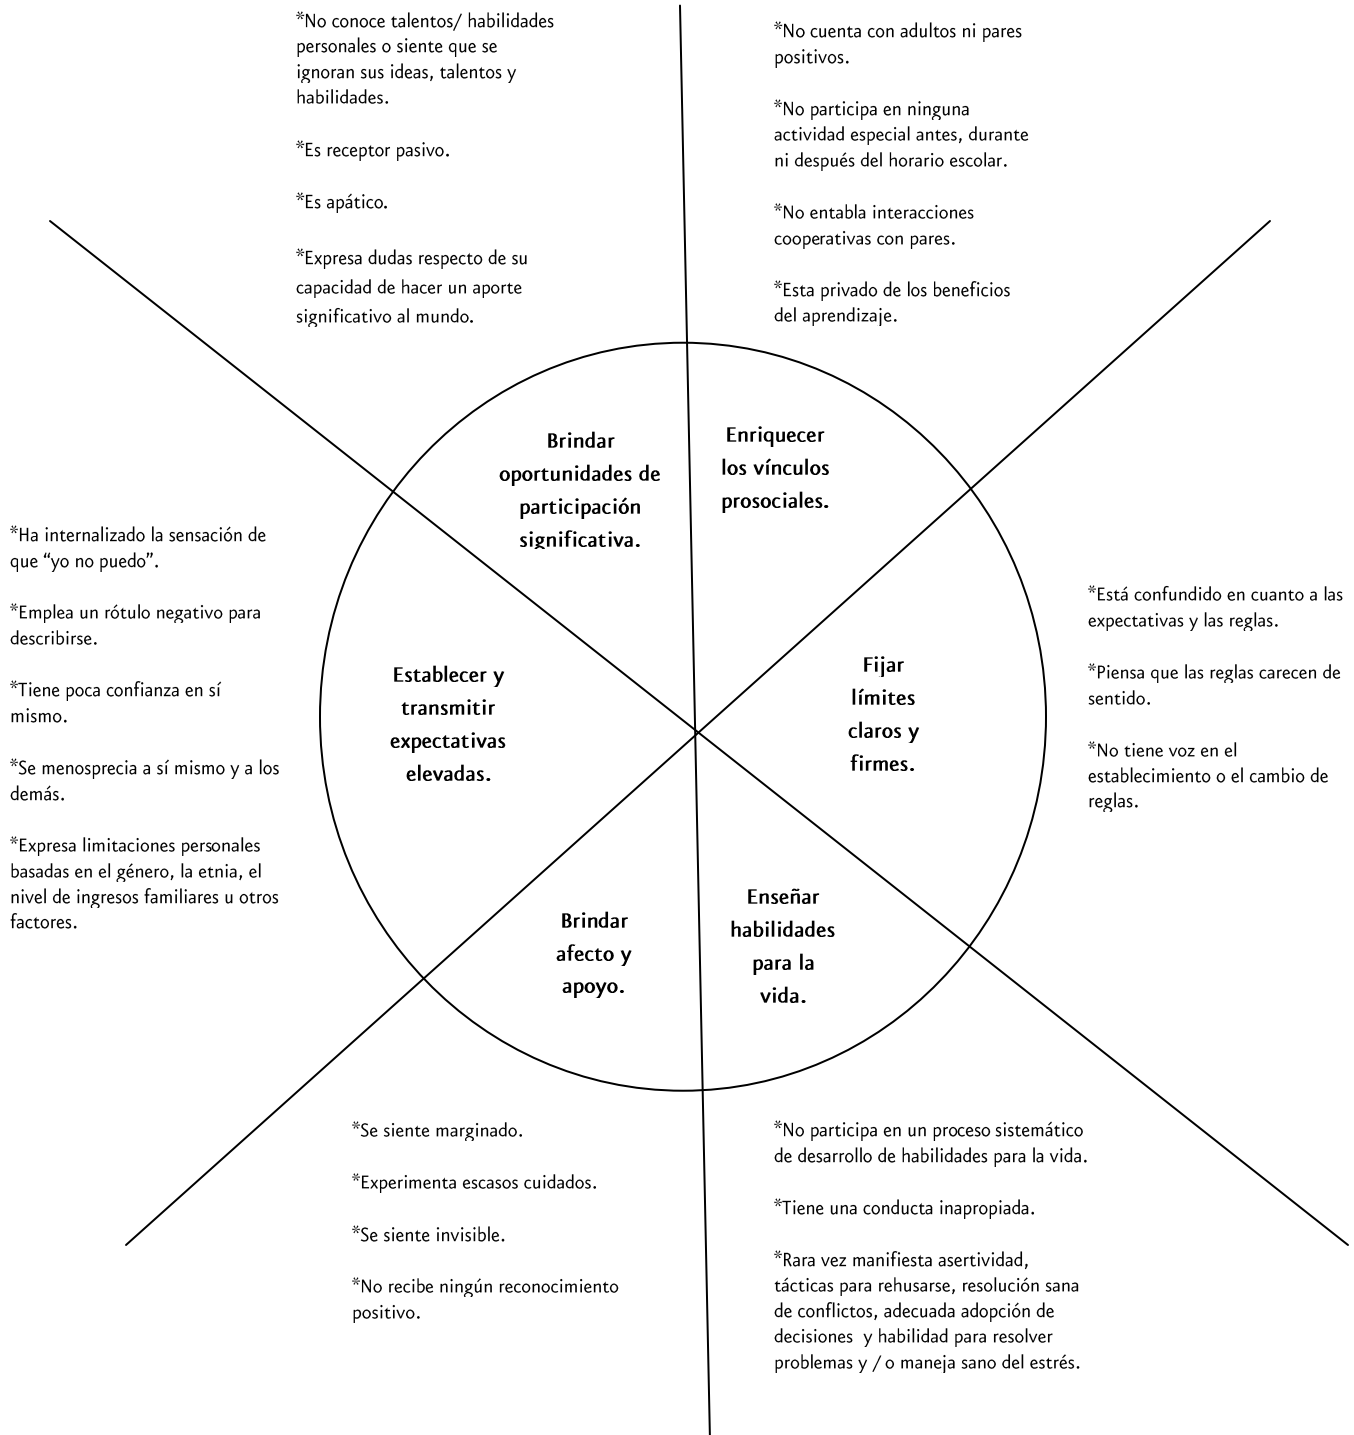 *No conoce talentos/ habilidades
personales o siente que se
ignoran sus ideas, talentos y
habilidades.
*Es receptor pasivo.
*Es apático.
*Expresa dudas respecto de su
capacidad de hacer un aporte
significativo al mundo.
*No cuenta con adultos ni pares
positivos.
*No participa en ninguna
actividad especial antes, durante
ni después del horario escolar.
*No entabla interacciones
cooperativas con pares.
*Esta privado de los beneficios
del aprendizaje.
Brindar
oportunidades de
participación
significativa.
Enriquecer
los vínculos
prosociales.
*Ha internalizado la sensación de
que “yo no puedo”.
*Emplea un rótulo negativo para
describirse.
*Tiene poca confianza en sí
mismo.
*Se menosprecia a sí mismo y a los
demás.
*Expresa limitaciones personales
basadas en el género, la etnia, el
nivel de ingresos familiares u otros
factores.
Establecer y
transmitir
expectativas
elevadas.
Fijar
límites
claros y
firmes.
*Está confundido en cuanto a las
expectativas y las reglas.
*Piensa que las reglas carecen de
sentido.
*No tiene voz en el
establecimiento o el cambio de
reglas.
Brindar
afecto y
apoyo.
Enseñar
habilidades
para la
vida.
*Se siente marginado.
*Experimenta escasos cuidados.
*Se siente invisible.
*No recibe ningún reconocimiento
positivo.
*No participa en un proceso sistemático
de desarrollo de habilidades para la vida.
*Tiene una conducta inapropiada.
*Rara vez manifiesta asertividad,
tácticas para rehusarse, resolución sana
de conflictos, adecuada adopción de
decisiones y habilidad para resolver
problemas y / o maneja sano del estrés.